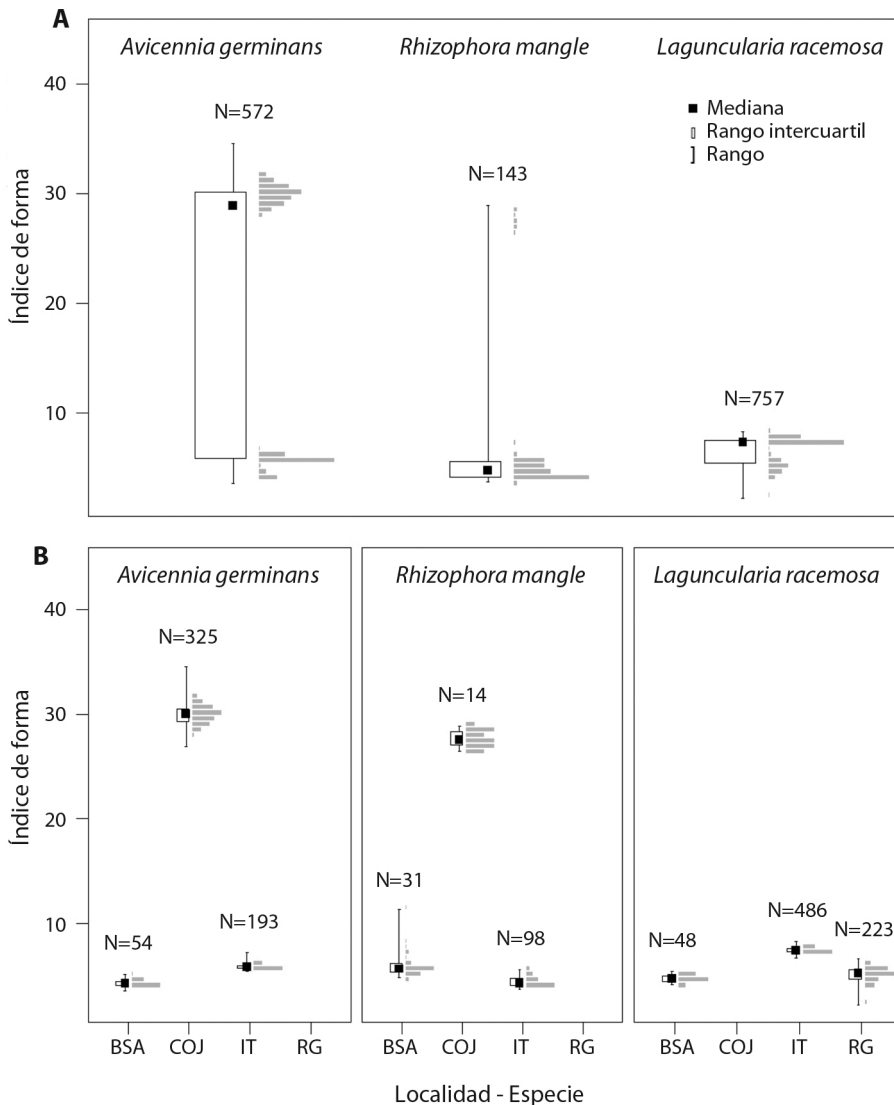 A
Avicennia germinans
Rhizophora mangle
Laguncularia racemosa
40
30
20
10
Índice de forma
N=572
N=143
N=757
Mediana
Rango intercuartil
Rango
B
Avicennia germinans
Rhizophora mangle
Laguncularia racemosa
40
30
20
10
Índice de forma
N=54
N=325
N=193
N=31
N=14
N=98
N=48
N=486
N=223
BSA COJ IT RG
BSA COJ IT RG
BSA COJ IT RG
Localidad - Especie